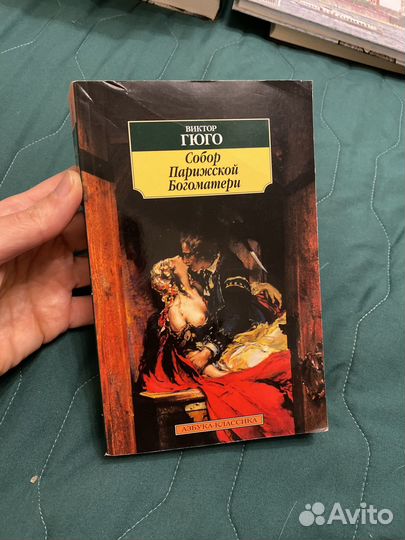 ВИКТОР
ГЮГО
Собор
Парижской
Богоматери
АЗБУКА-КЛАССИКА
Avito